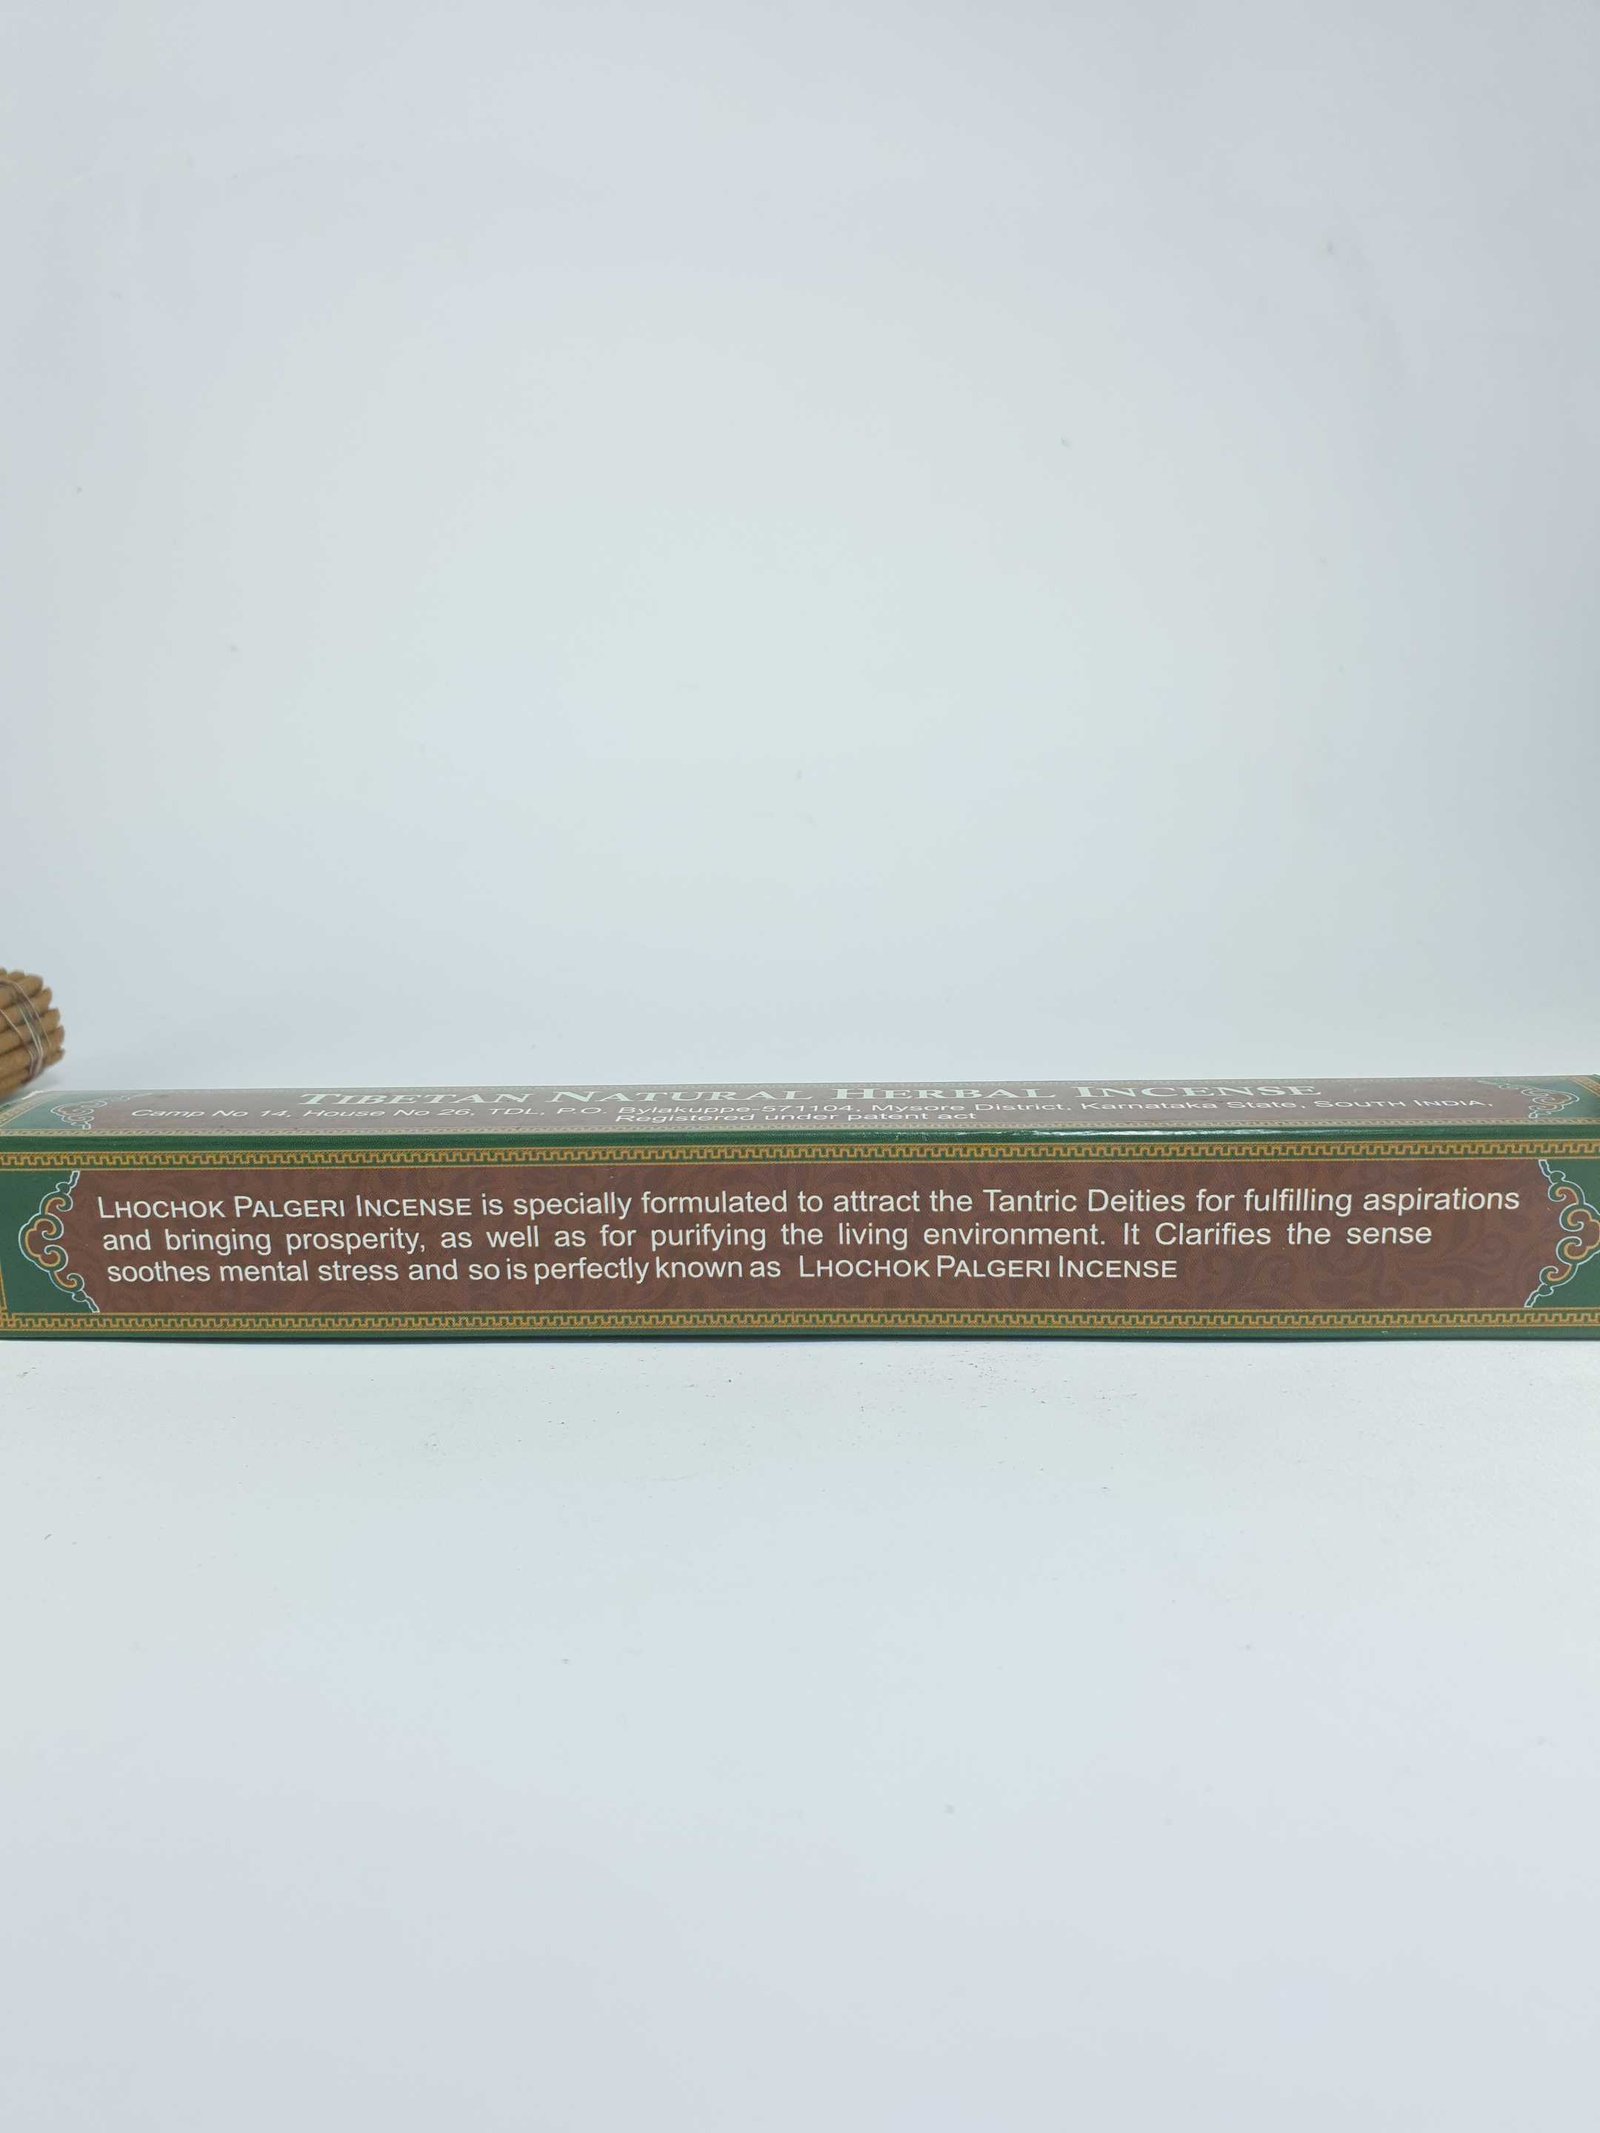 TIBETAN NATURAL HERBAL INCENSE
Camp No 14, House No 26, TDL, P.O. Bylakuppe-571104, Mysore District, Karnataka State, SOUTH INDIA,
Registered under patent act
LHOCHOK PALGERI INCENSE is specially formulated to attract the Tantric Deities for fulfilling aspirations
and bringing prosperity, as well as for purifying the living environment. It Clarifies the sense
soothes mental stress and so is perfectly known as LHOCHOK PALGERI INCENSE